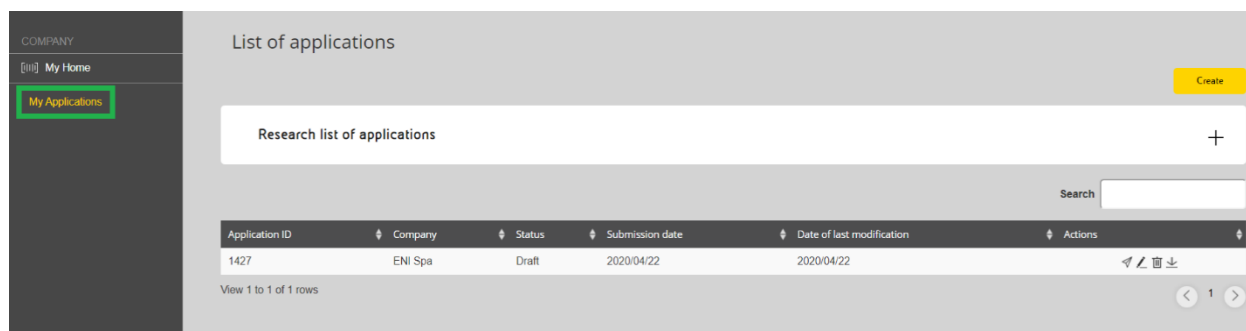 COMPANY
My Home
My Applications
List of applications
Create
Research list of applications
Search
Application ID Company Status Submission date Date of last modification Actions
1427 ENI Spa Draft 2020/04/22 2020/04/22
View 1 to 1 of 1 rows
1